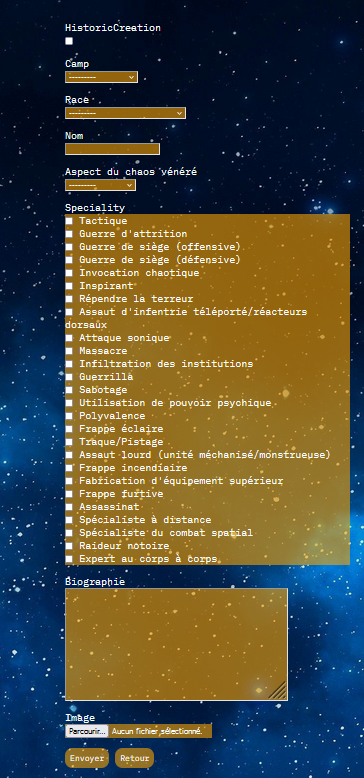 HistoricCreation
Camp
---------
Race
---------
Nom
Aspect du chaos vénéré
---------
Speciality
Tactique
Guerre d'attrition
Guerre de siège (offensive)
Guerre de siège (défensive)
Invocation chaotique
Inspirant
Répendre la terreur
Assaut d'infentrie téléporté/réacteurs
dorsaux
Attaque sonique
Massacre
Infiltration des institutions
Guerrilla
Sabotage
Utilisation de pouvoir psychique
Polyvalence
Frappe éclaire
Traque/Pistage
Assaut lourd (unité méchanisé/monstrueuse)
Frappe incendiaire
Fabrication d'équipement supérieur
Frappe furtive
Assassinat
Spécialiste à distance
Spécialiste du combat spatial
Raideur notoire
Expert au corps à corps
Biographie
Image
Parcourir... Aucun fichier sélectionné.
Envoyer Retour